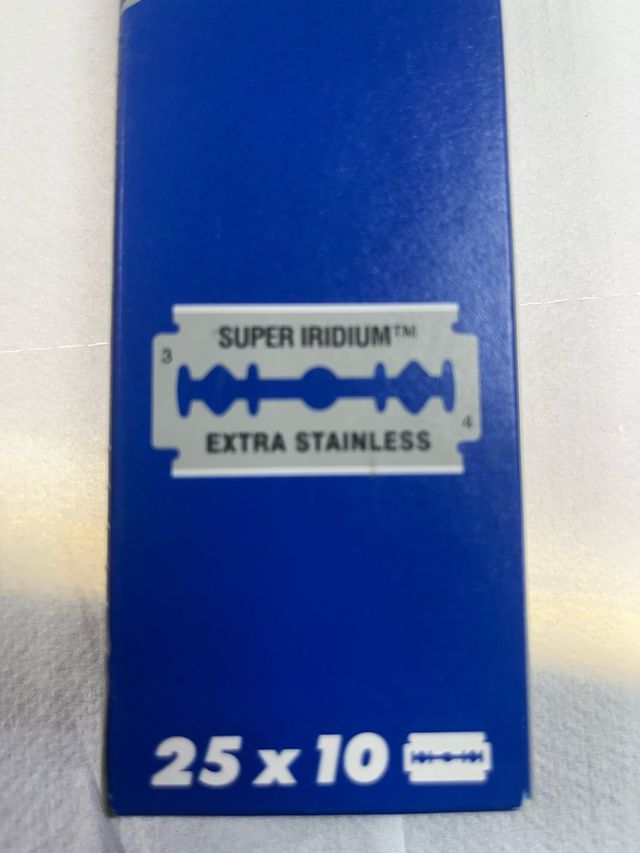 SUPER IRIDIUM™
3
4
EXTRA STAINLESS
25 x 10